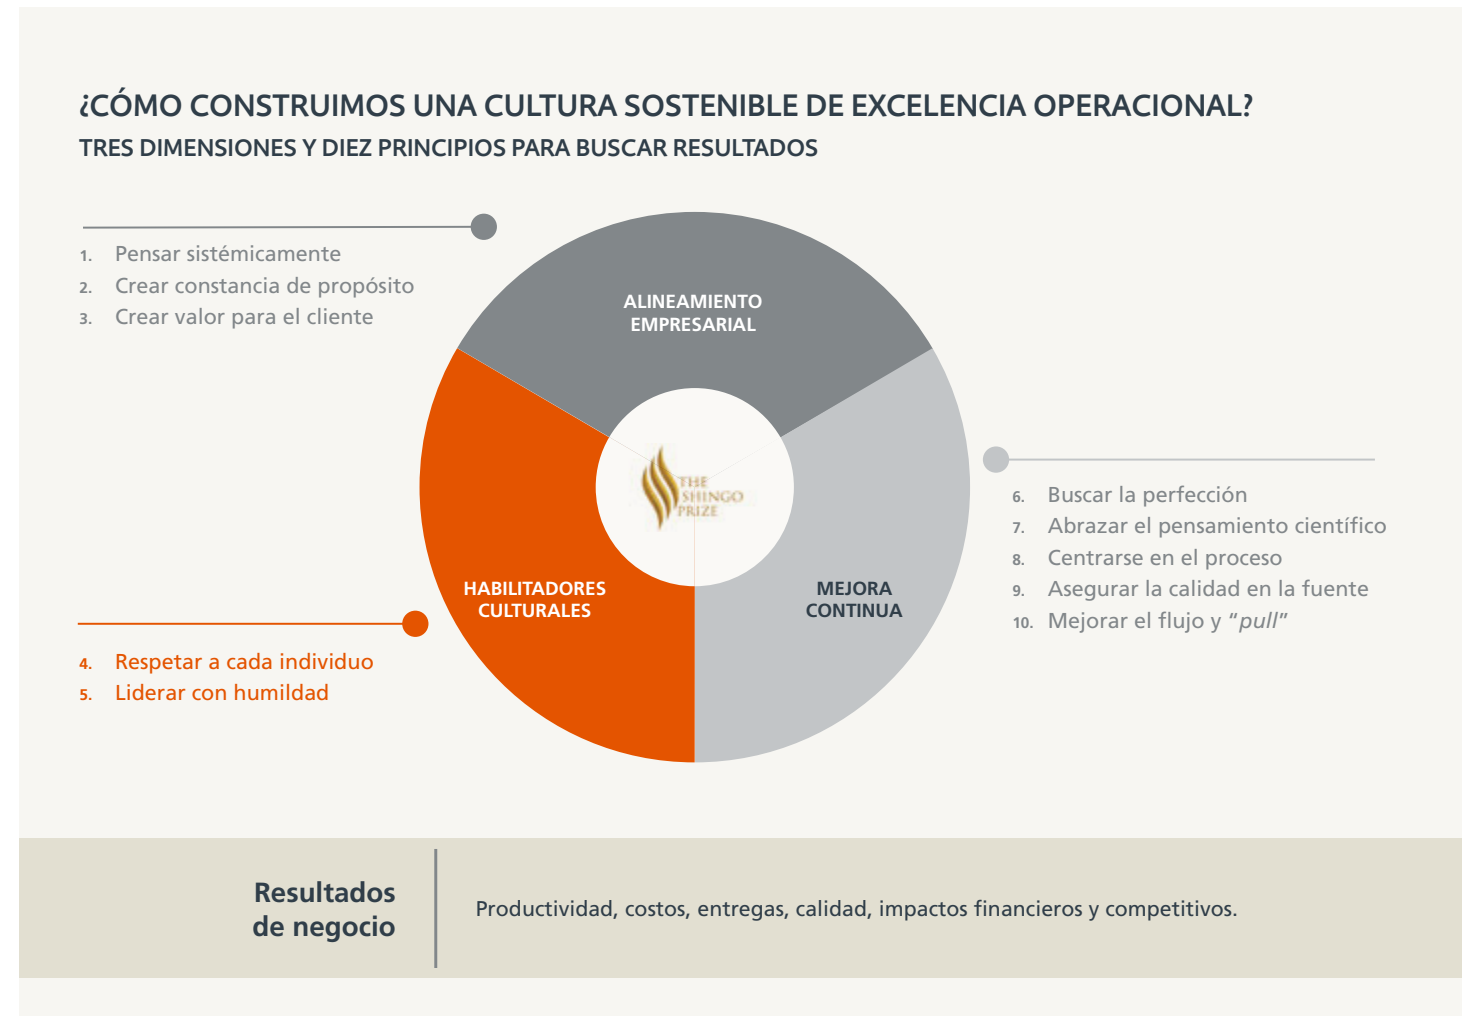 ¿CÓMO CONSTRUIMOS UNA CULTURA SOSTENIBLE DE EXCELENCIA OPERACIONAL?
TRES DIMENSIONES Y DIEZ PRINCIPIOS PARA BUSCAR RESULTADOS
1. Pensar sistémicamente
2. Crear constancia de propósito
3. Crear valor para el cliente
ALINEAMIENTO
EMPRESARIAL
THE
SHINGO
PRIZE
HABILITADORES
CULTURALES
MEJORA
CONTINUA
4. Respetar a cada individuo
5. Liderar con humildad
6. Buscar la perfección
7. Abrazar el pensamiento científico
8. Centrarse en el proceso
9. Asegurar la calidad en la fuente
10. Mejorar el flujo y “pull”
Resultados
de negocio
Productividad, costos, entregas, calidad, impactos financieros y competitivos.